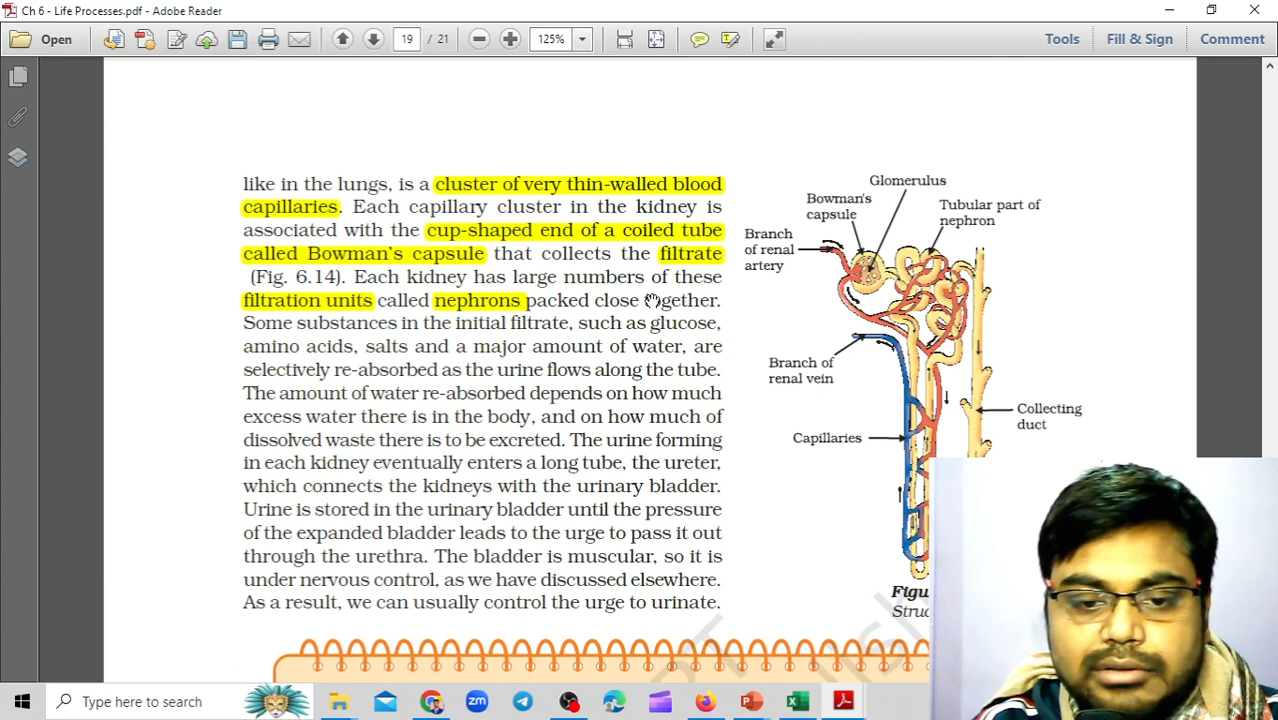 Ch 6 - Life Processes.pdf - Adobe Reader
Open
19 / 21
125%
Tools
Fill & Sign
Comment
like in the lungs, is a cluster of very thin-walled blood
capillaries. Each capillary cluster in the kidney is
associated with the cup-shaped end of a coiled tube
called Bowman's capsule that collects the filtrate
(Fig. 6.14). Each kidney has large numbers of these
filtration units called nephrons packed close together.
Some substances in the initial filtrate, such as glucose,
amino acids, salts and a major amount of water, are
selectively re-absorbed as the urine flows along the tube.
The amount of water re-absorbed depends on how much
excess water there is in the body, and on how much of
dissolved waste there is to be excreted. The urine forming
in each kidney eventually enters a long tube, the ureter,
which connects the kidneys with the urinary bladder.
Urine is stored in the urinary bladder until the pressure
of the expanded bladder leads to the urge to pass it out
through the urethra. The bladder is muscular, so it is
under nervous control, as we have discussed elsewhere.
As a result, we can usually control the urge to urinate.
Glomerulus
Bowman's
capsule
Tubular part of
nephron
Branch
of renal
artery
Branch of
renal vein
Collecting
duct
Capillaries
Figu
Struc
Type here to search
zm